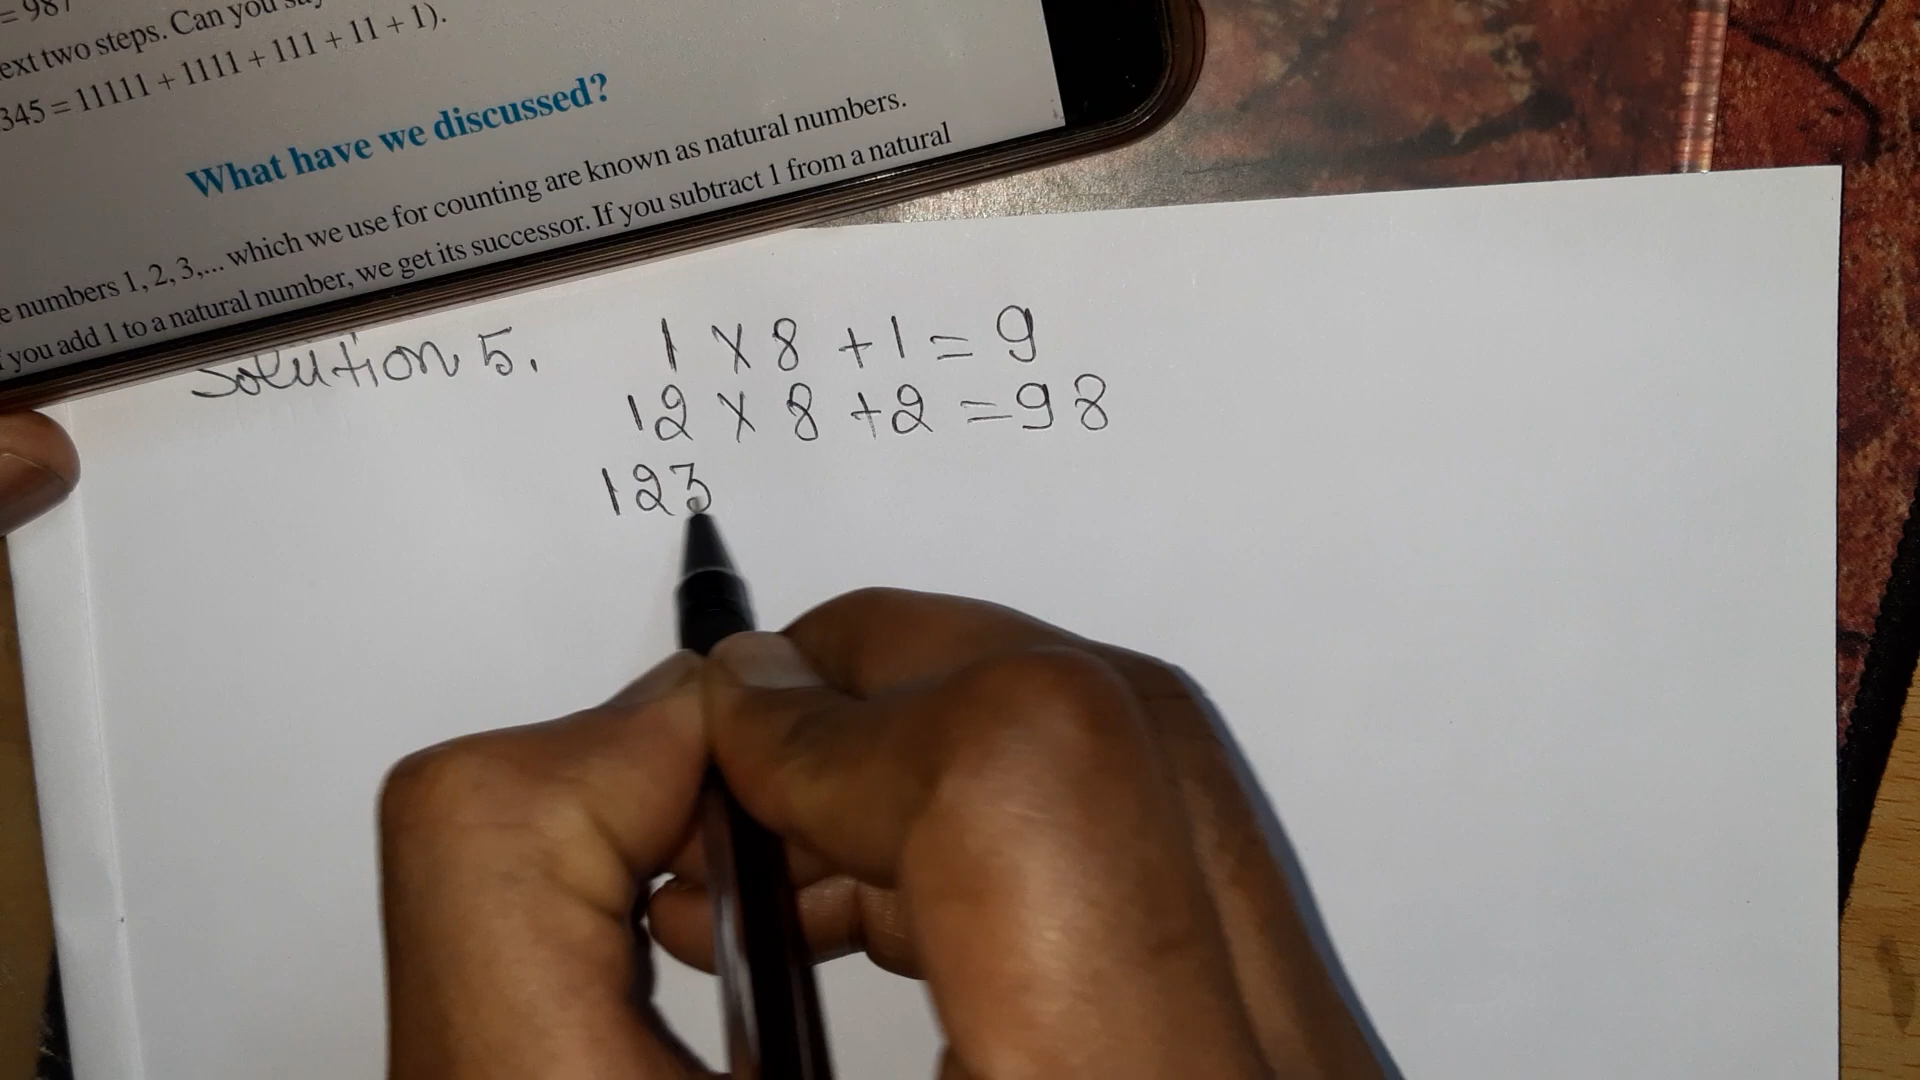 = 987
ext two steps. Can you
345 = 11111 + 1111 + 111 + 11 + 1).
What have we discussed?
e numbers 1, 2, 3,... which we use for counting are known as natural numbers.
f you add 1 to a natural number, we get its successor. If you subtract 1 from a natural
Solution 5. 1 × 8 + 1 = 9
12 × 8 + 2 = 98
123